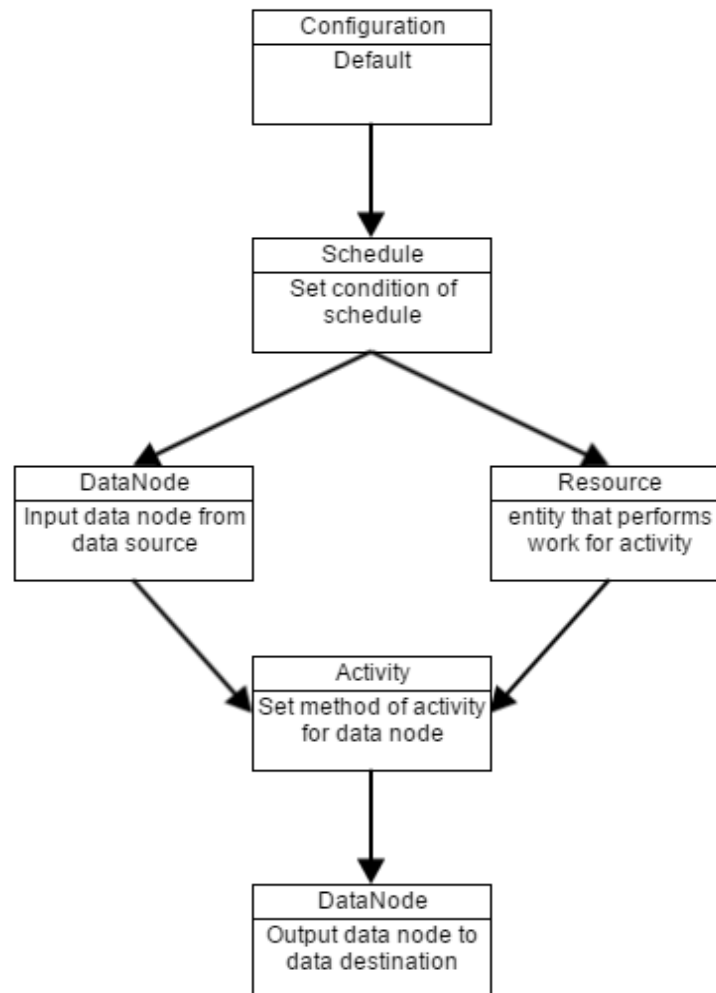 Configuration
Default
Schedule
Set condition of
schedule
DataNode
Input data node from
data source
Resource
entity that performs
work for activity
Activity
Set method of activity
for data node
DataNode
Output data node to
data destination